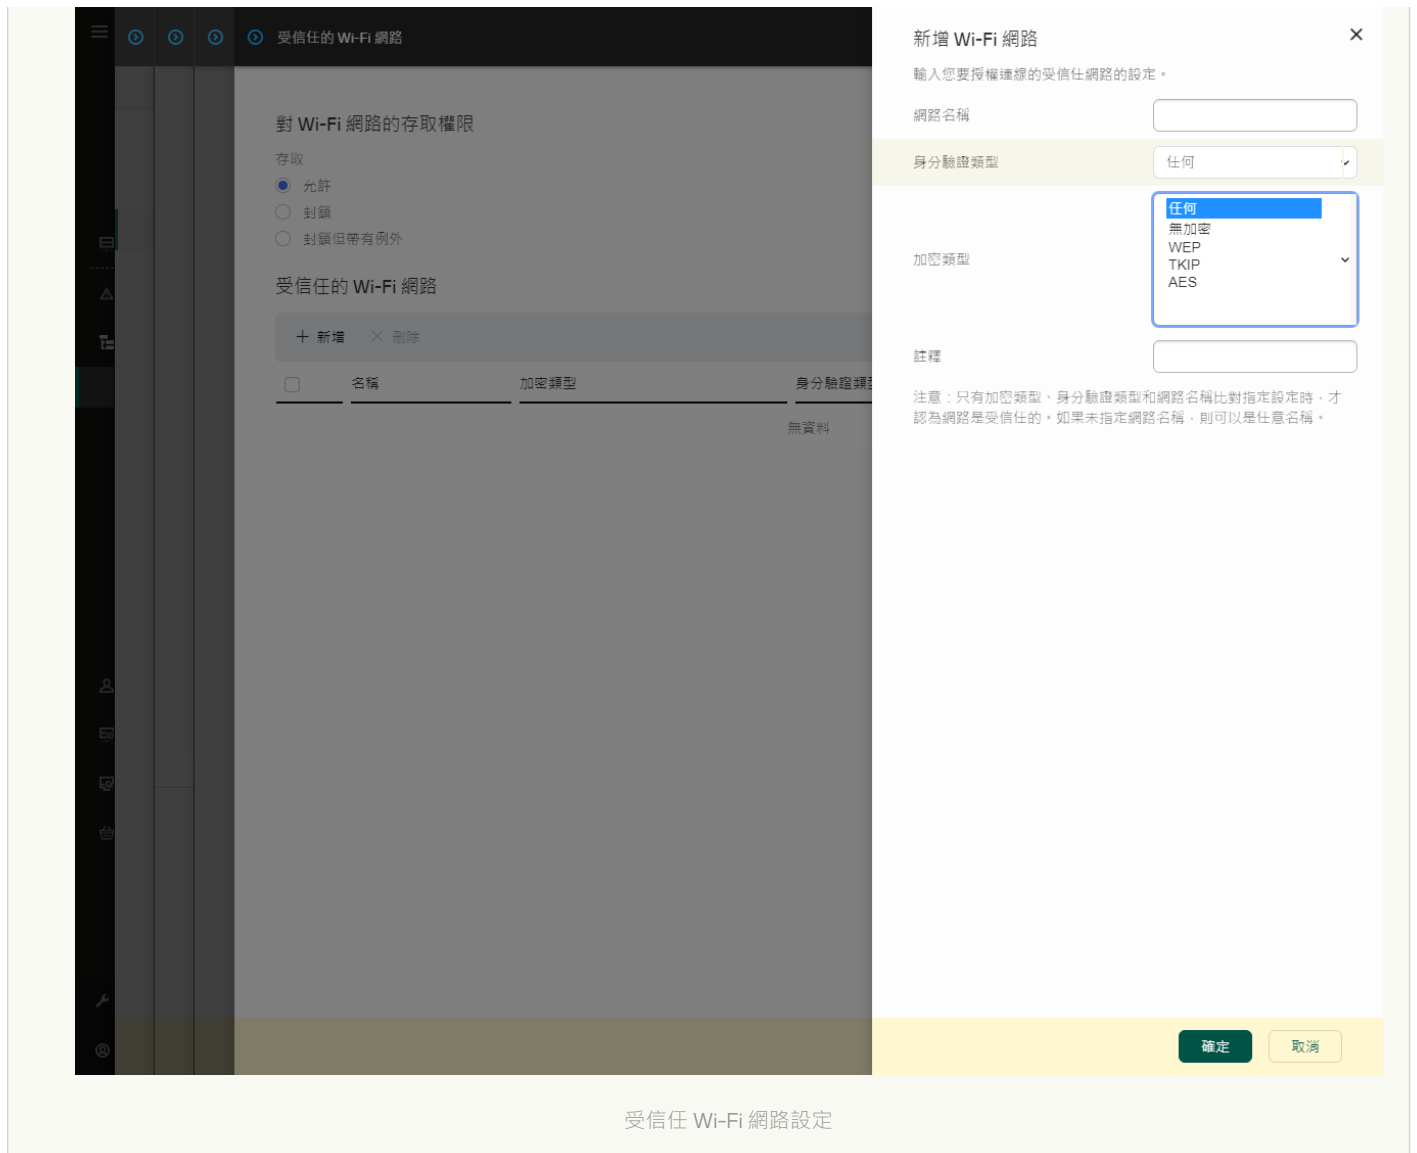 受信任的 Wi-Fi 網路
對 Wi-Fi 網路的存取權限
存取
允許
封鎖
封鎖但帶有例外
受信任的 Wi-Fi 網路
新增 刪除
名稱 加密類型 身分驗證類型
無資料
新增 Wi-Fi 網路
輸入您要授權連線的受信任網路的設定。
網路名稱
身分驗證類型 任何
加密類型
任何
無加密
WEP
TKIP
AES
註釋
注意：只有加密類型、身分驗證類型和網路名稱比對指定設定時，才
認為網路是受信任的。如果未指定網路名稱，則可以是任意名稱。
確定 取消
受信任 Wi-Fi 網路設定